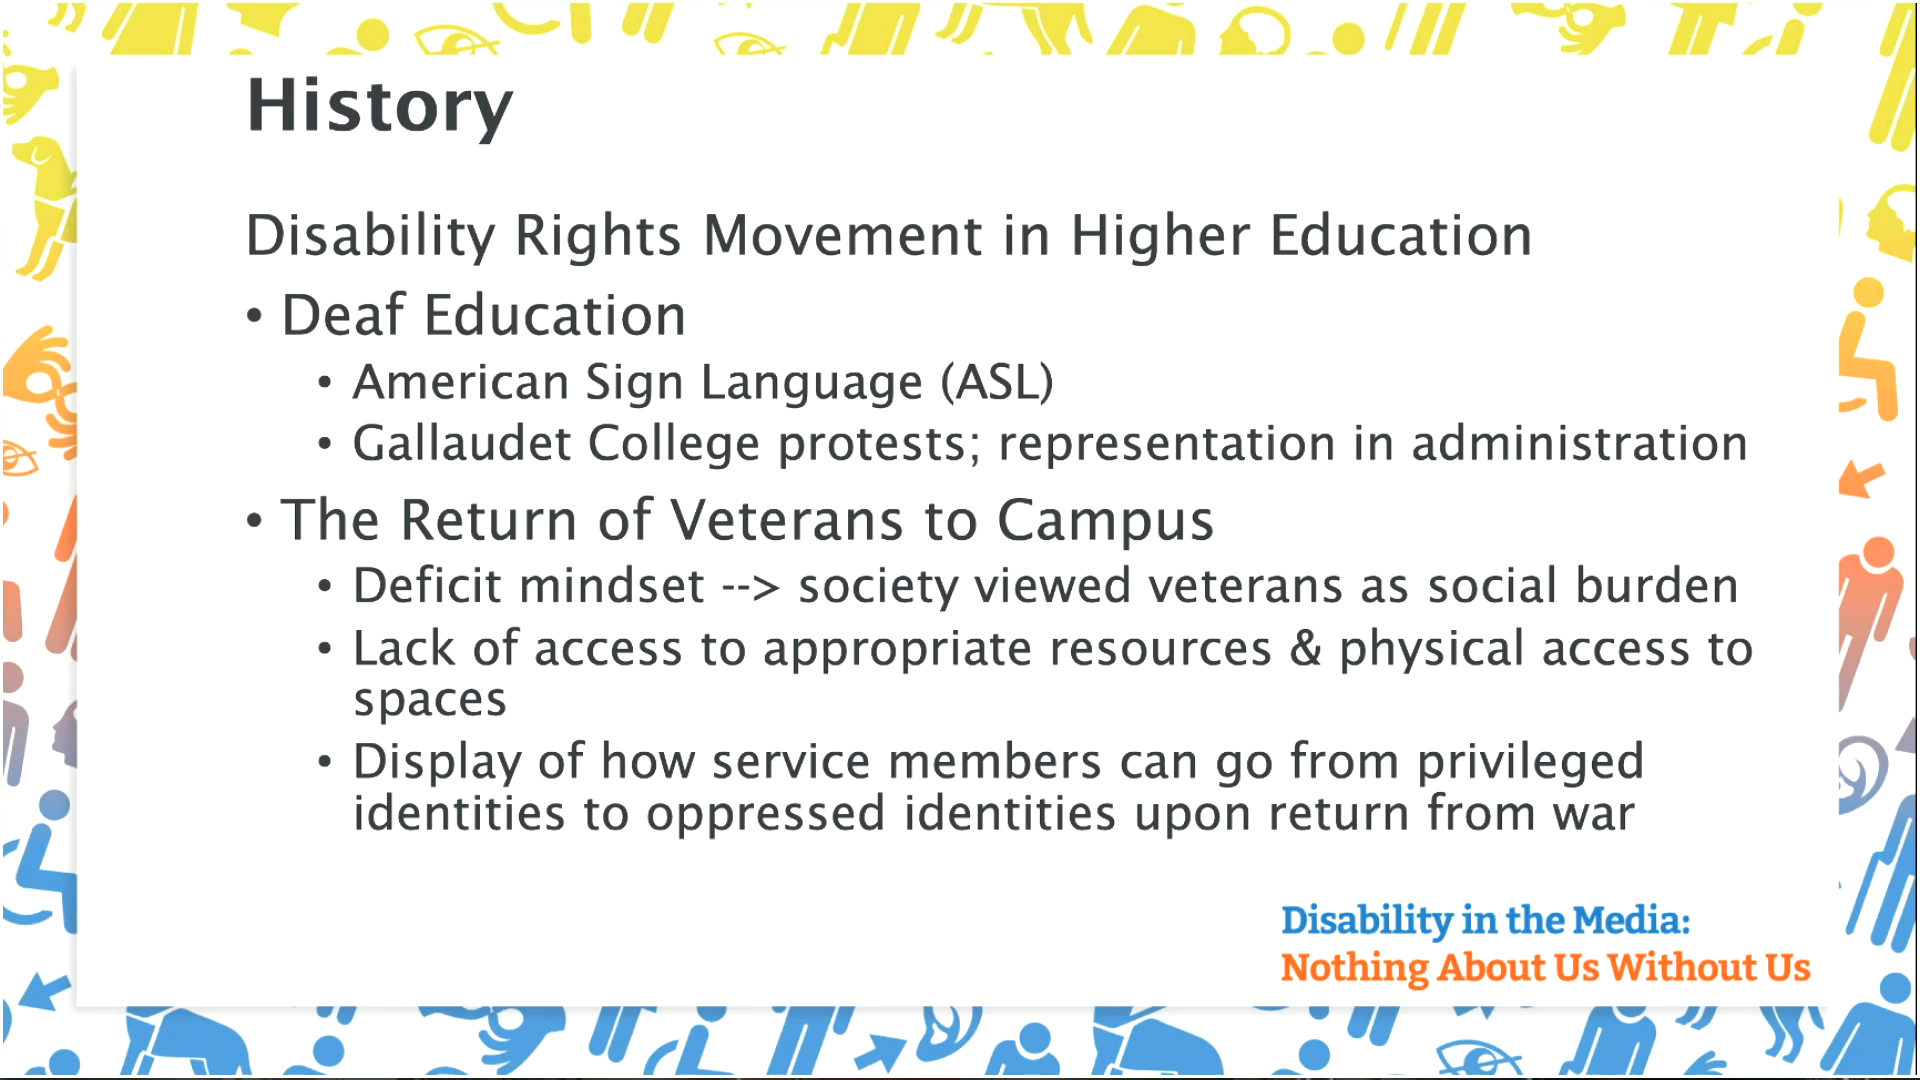 History
Disability Rights Movement in Higher Education
• Deaf Education
• American Sign Language (ASL)
• Gallaudet College protests; representation in administration
• The Return of Veterans to Campus
• Deficit mindset --> society viewed veterans as social burden
• Lack of access to appropriate resources & physical access to
spaces
• Display of how service members can go from privileged
identities to oppressed identities upon return from war
Disability in the Media:
Nothing About Us Without Us